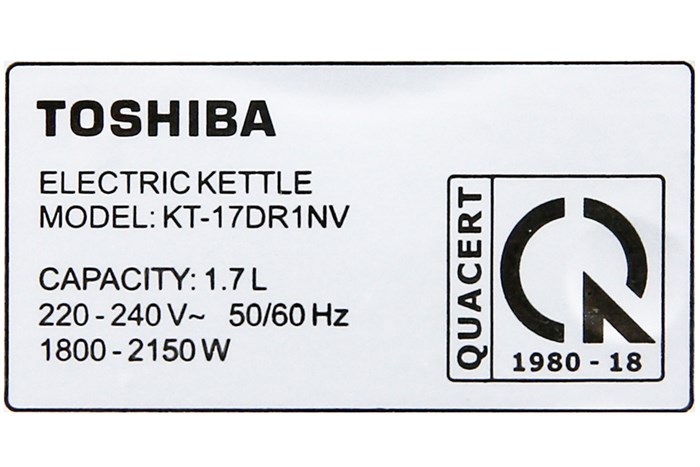 TOSHIBA
ELECTRIC KETTLE
MODEL: KT-17DR1NV
CAPACITY: 1.7 L
220 - 240 V~ 50/60 Hz
1800 - 2150 W
QUACERT
1980 - 18